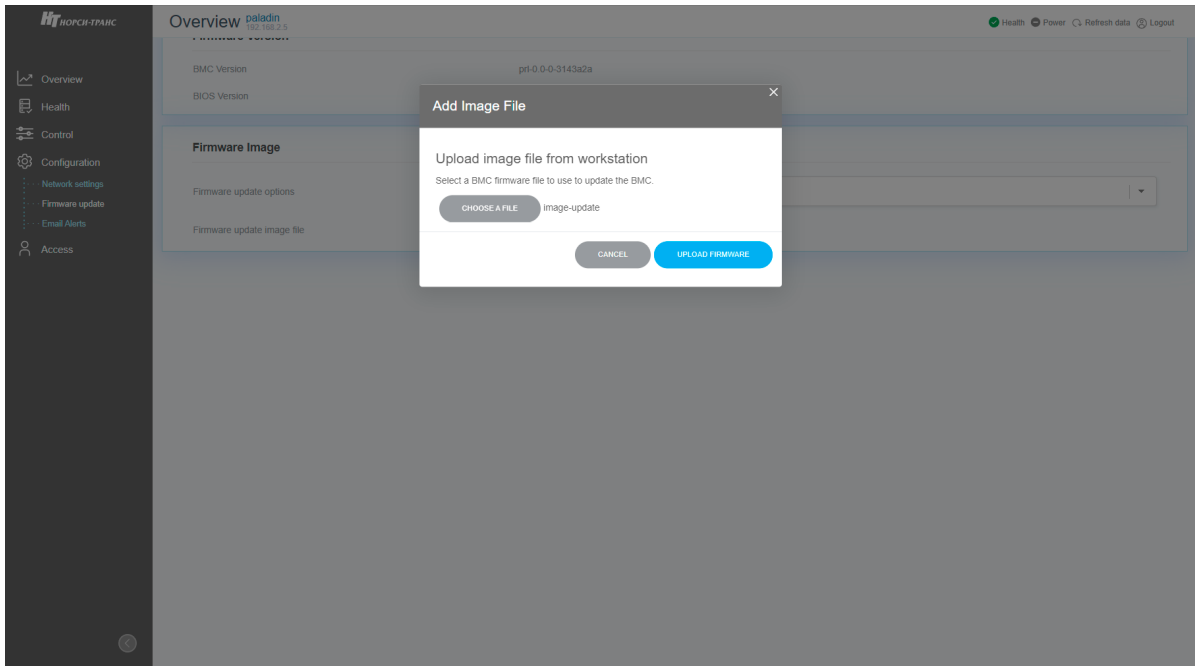 НТ НОРСИ-ТРАНС
Overview paladin
192.168.2.5
Health Power Refresh data Logout
Overview
Health
Control
Configuration
Network settings
Firmware update
Email Alerts
Access
Firmware Version
BMC Version prt-0.0-0-3143a2a
BIOS Version
Firmware Image
Firmware update options
Firmware update image file
Add Image File
Upload image file from workstation
Select a BMC firmware file to use to update the BMC.
CHOOSE A FILE image-update
CANCEL UPLOAD FIRMWARE